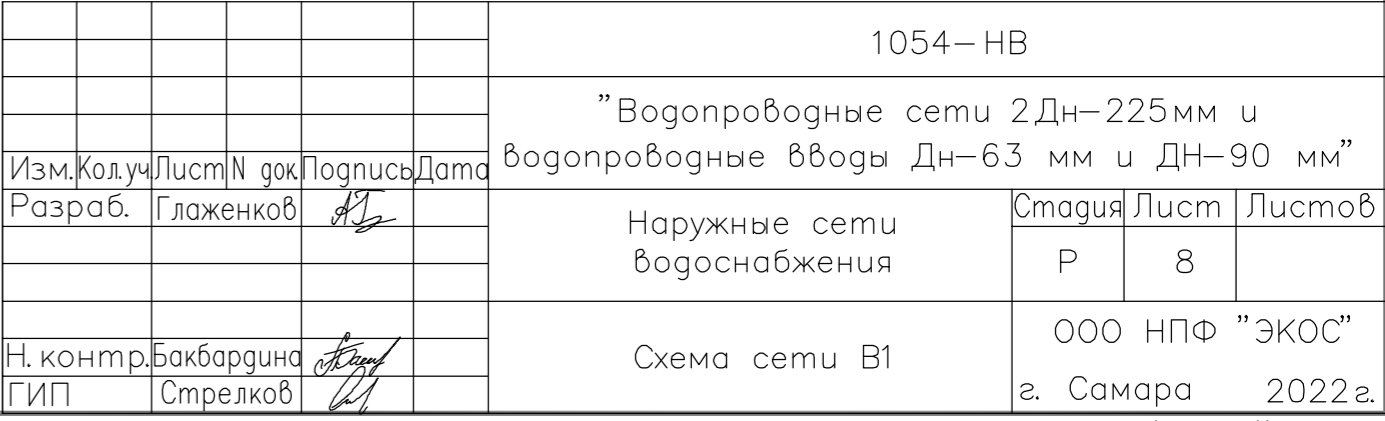 1054-НВ
"Водопроводные сети 2Дн-225мм и
водопроводные вводы Дн-63 мм и ДН-90 мм"
Изм. Кол.уч Лист N док Подпись Дата
Разраб. Глаженков
Наружные сети
водоснабжения
Стадия Лист Листов
Р 8
Н. контр. Бакбардина
ГИП Стрелков
Схема сети В1
ООО НПФ "ЭКОС"
г. Самара 2022г.